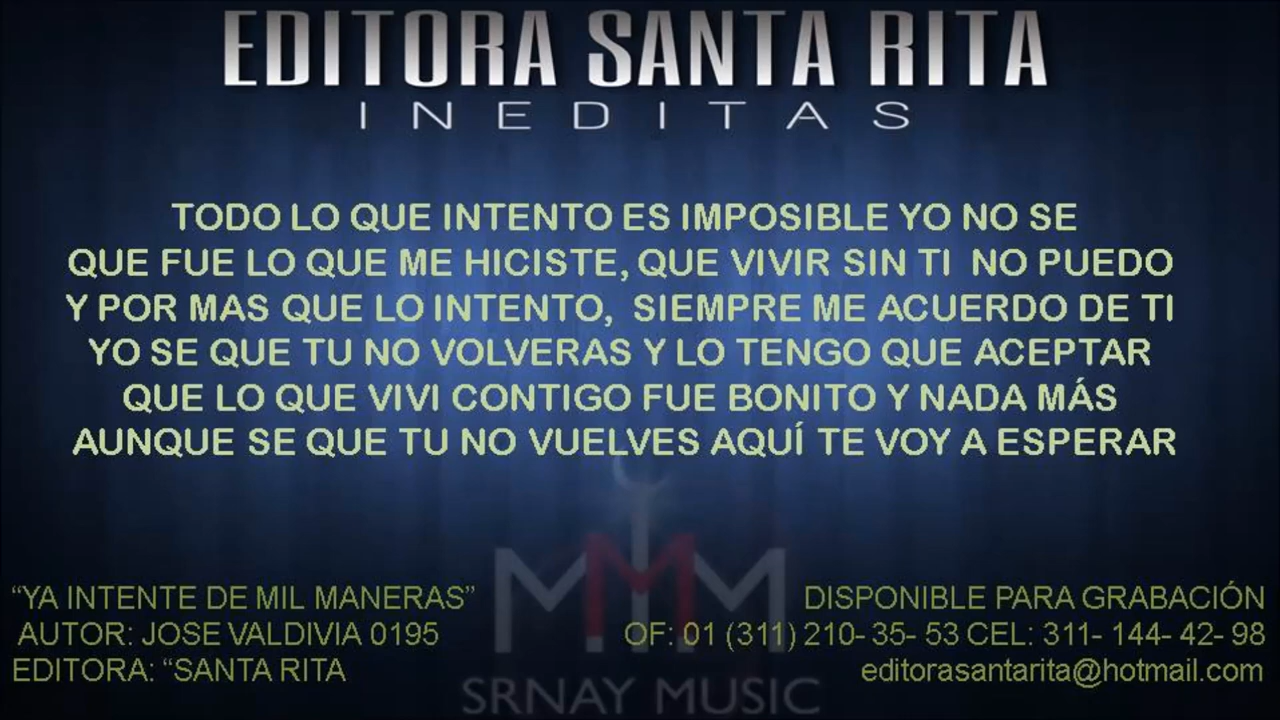 EDITORA SANTA RITA
INEDITAS
TODO LO QUE INTENTO ES IMPOSIBLE YO NO SE
QUE FUE LO QUE ME HICISTE, QUE VIVIR SIN TI NO PUEDO
Y POR MAS QUE LO INTENTO, SIEMPRE ME ACUERDO DE TI
YO SE QUE TU NO VOLVERAS Y LO TENGO QUE ACEPTAR
QUE LO QUE VIVI CONTIGO FUE BONITO Y NADA MÁS
AUNQUE SE QUE TU NO VUELVES AQUÍ TE VOY A ESPERAR
“YA INTENTE DE MIL MANERAS”
AUTOR: JOSE VALDIVIA 0195
EDITORA: “SANTA RITA
DISPONIBLE PARA GRABACIÓN
OF: 01 (311) 210- 35- 53 CEL: 311- 144- 42- 98
editorasantarita@hotmail.com
MMM
SRNAY MUSIC